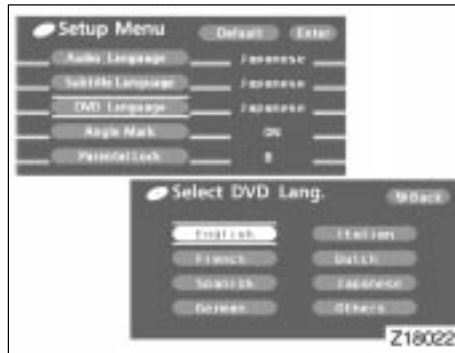 Setup Menu Default Enter
Audio Language Japanese
Subtitle Language Japanese
DVD Language Japanese
Angle Mark ON
Parental Lock 8
Select DVD Lang. Back
English Italian
French Dutch
Spanish Japanese
German Others
Z18022